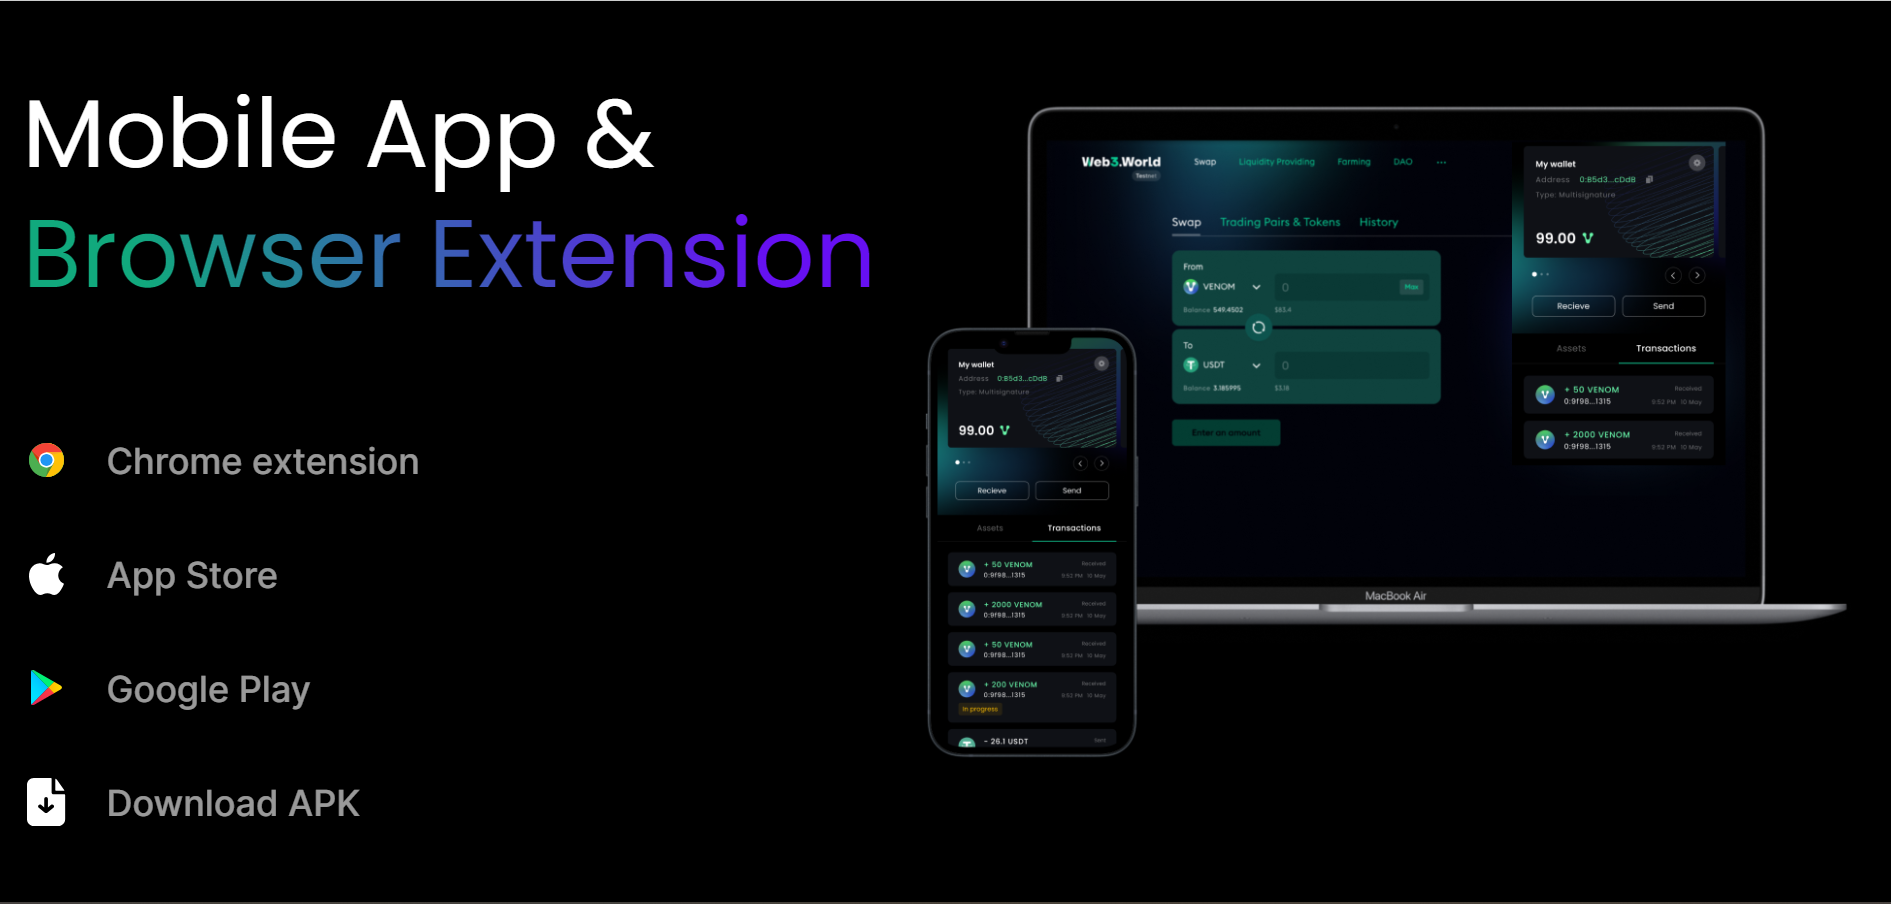 Mobile App &
Browser Extension
Chrome extension
App Store
Google Play
Download APK
Web3.World
Testnet
Swap Liquidity Providing Farming DAO ...
Swap Trading Pairs & Tokens History
From
VENOM 0 Max
Balance 549.4502 $83.4
To
USDT 0
Balance 3.185995 $3.18
Enter an amount
My wallet
Address 0:B5d3...cDdB
Type: Multisignature
99.00
Recieve Send
Assets Transactions
+ 50 VENOM Received
0:9f98...1315 9:52 PM 10 May
+ 2000 VENOM Received
0:9f98...1315 9:52 PM 10 May
MacBook Air
My wallet
Address 0:B5d3...cDdB
Type: Multisignature
99.00
Recieve Send
Assets Transactions
+ 50 VENOM Received
0:9f98...1315 9:52 PM 10 May
+ 2000 VENOM Received
0:9f98...1315 9:52 PM 10 May
+ 50 VENOM Received
0:9f98...1315 9:52 PM 10 May
+ 200 VENOM Received
0:9f98...1315 9:52 PM 10 May
In progress
- 26.1 USDT Sent